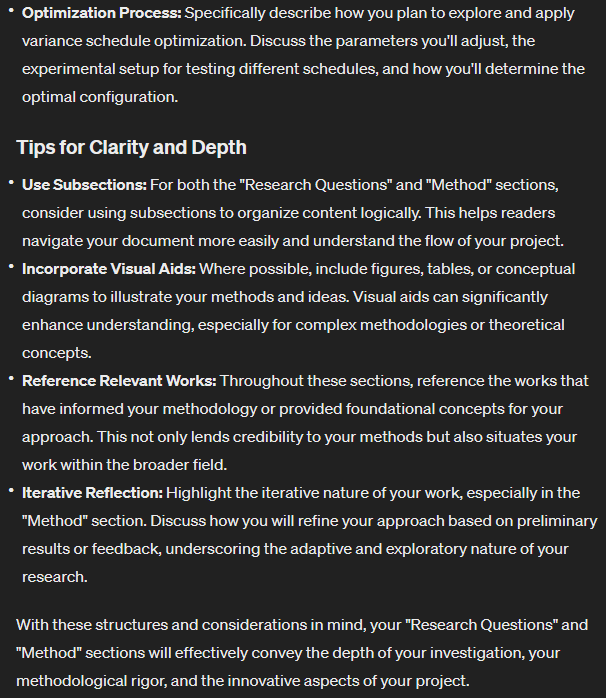 • Optimization Process: Specifically describe how you plan to explore and apply
variance schedule optimization. Discuss the parameters you'll adjust, the
experimental setup for testing different schedules, and how you'll determine the
optimal configuration.
Tips for Clarity and Depth
• Use Subsections: For both the "Research Questions" and "Method" sections,
consider using subsections to organize content logically. This helps readers
navigate your document more easily and understand the flow of your project.
• Incorporate Visual Aids: Where possible, include figures, tables, or conceptual
diagrams to illustrate your methods and ideas. Visual aids can significantly
enhance understanding, especially for complex methodologies or theoretical
concepts.
• Reference Relevant Works: Throughout these sections, reference the works that
have informed your methodology or provided foundational concepts for your
approach. This not only lends credibility to your methods but also situates your
work within the broader field.
• Iterative Reflection: Highlight the iterative nature of your work, especially in the
"Method" section. Discuss how you will refine your approach based on preliminary
results or feedback, underscoring the adaptive and exploratory nature of your
research.
With these structures and considerations in mind, your "Research Questions" and
"Method" sections will effectively convey the depth of your investigation, your
methodological rigor, and the innovative aspects of your project.